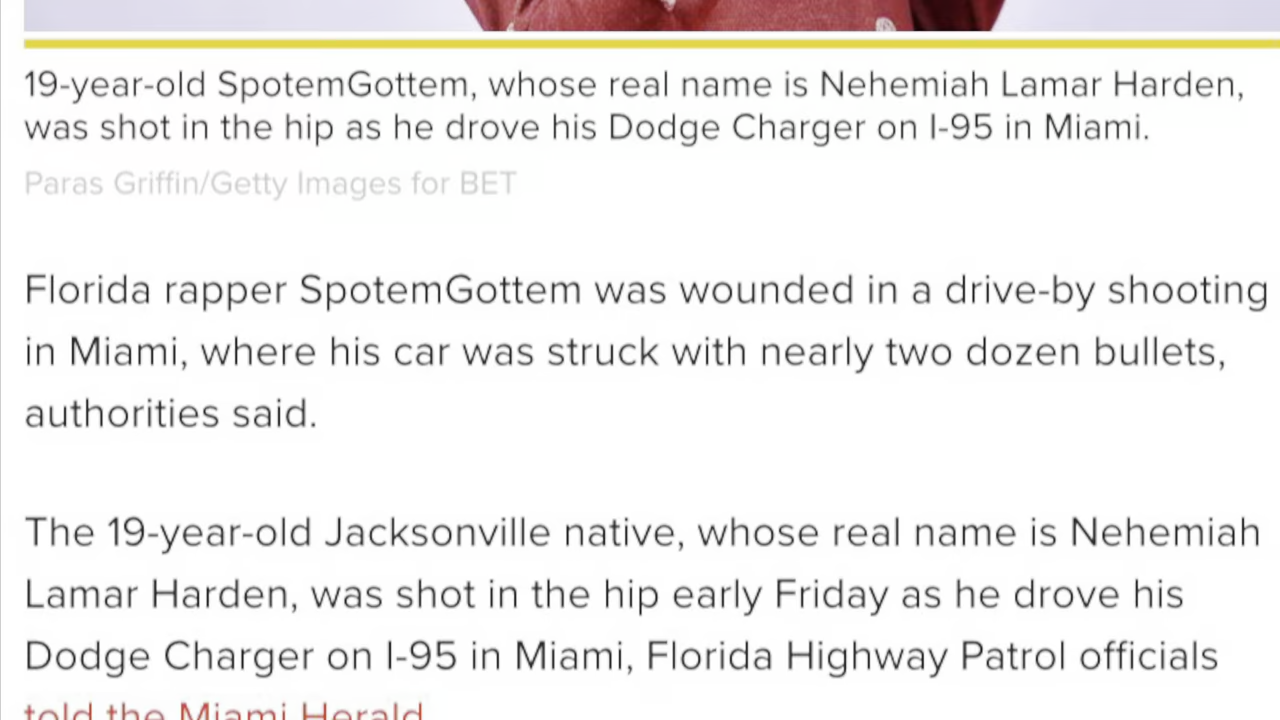 19-year-old SpotemGottem, whose real name is Nehemiah Lamar Harden,
was shot in the hip as he drove his Dodge Charger on I-95 in Miami.
Paras Griffin/Getty Images for BET
Florida rapper SpotemGottem was wounded in a drive-by shooting
in Miami, where his car was struck with nearly two dozen bullets,
authorities said.
The 19-year-old Jacksonville native, whose real name is Nehemiah
Lamar Harden, was shot in the hip early Friday as he drove his
Dodge Charger on I-95 in Miami, Florida Highway Patrol officials
told the Miami Herald